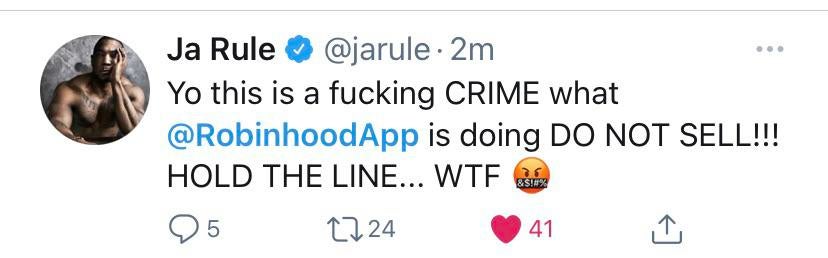 Ja Rule @jarule · 2m
Yo this is a fucking CRIME what
@RobinhoodApp is doing DO NOT SELL!!!
HOLD THE LINE... WTF 🤬
5 24 41